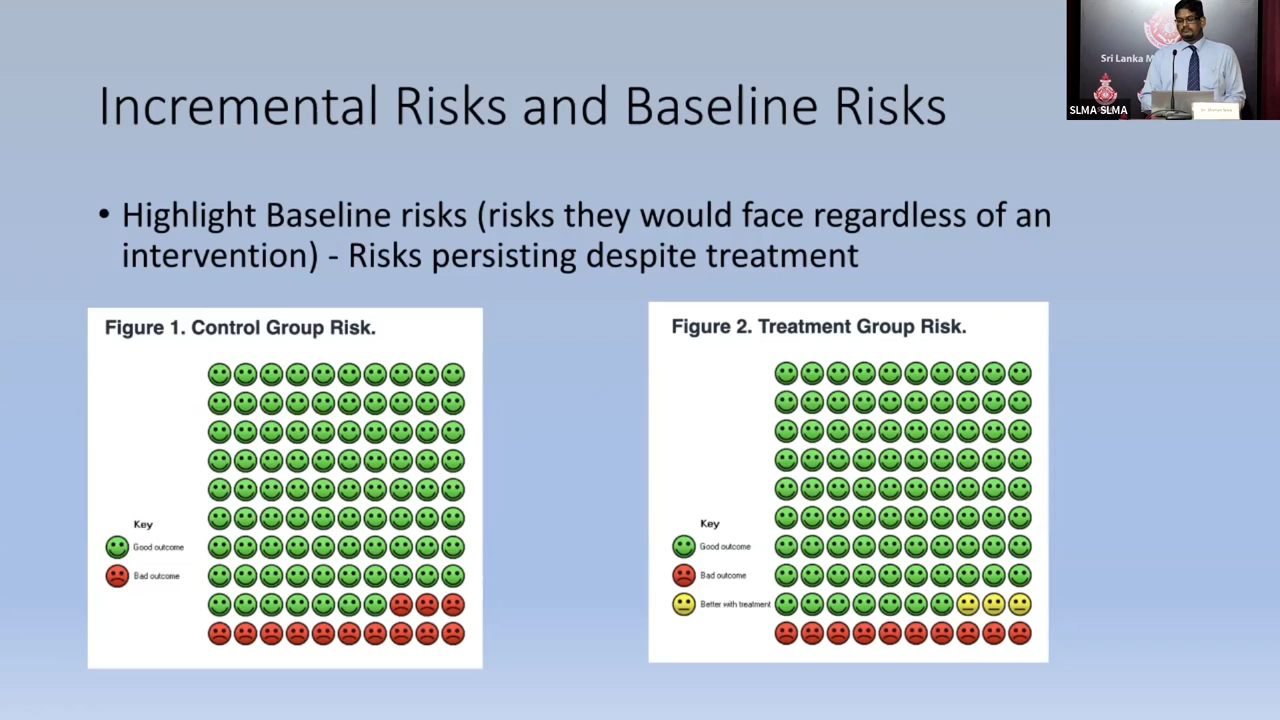 Incremental Risks and Baseline Risks
• Highlight Baseline risks (risks they would face regardless of an
intervention) - Risks persisting despite treatment
Figure 1. Control Group Risk.
Key
Good outcome
Bad outcome
Figure 2. Treatment Group Risk.
Key
Good outcome
Bad outcome
Better with treatment
Sri Lanka M
SLMA SLMA